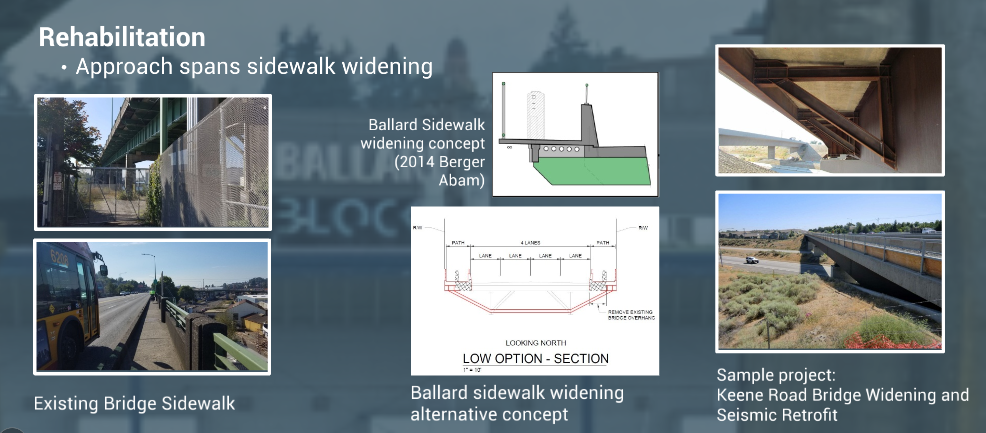 Rehabilitation
• Approach spans sidewalk widening
Ballard Sidewalk
widening concept
(2014 Berger
Abam)
R/W
R/W
PATH
4 LANES
PATH
LANE
LANE
LANE
LANE
REMOVE EXISTING
BRIDGE OVERHANG
LOOKING NORTH
LOW OPTION - SECTION
1" = 10'
Existing Bridge Sidewalk
Ballard sidewalk widening
alternative concept
Sample project:
Keene Road Bridge Widening and
Seismic Retrofit